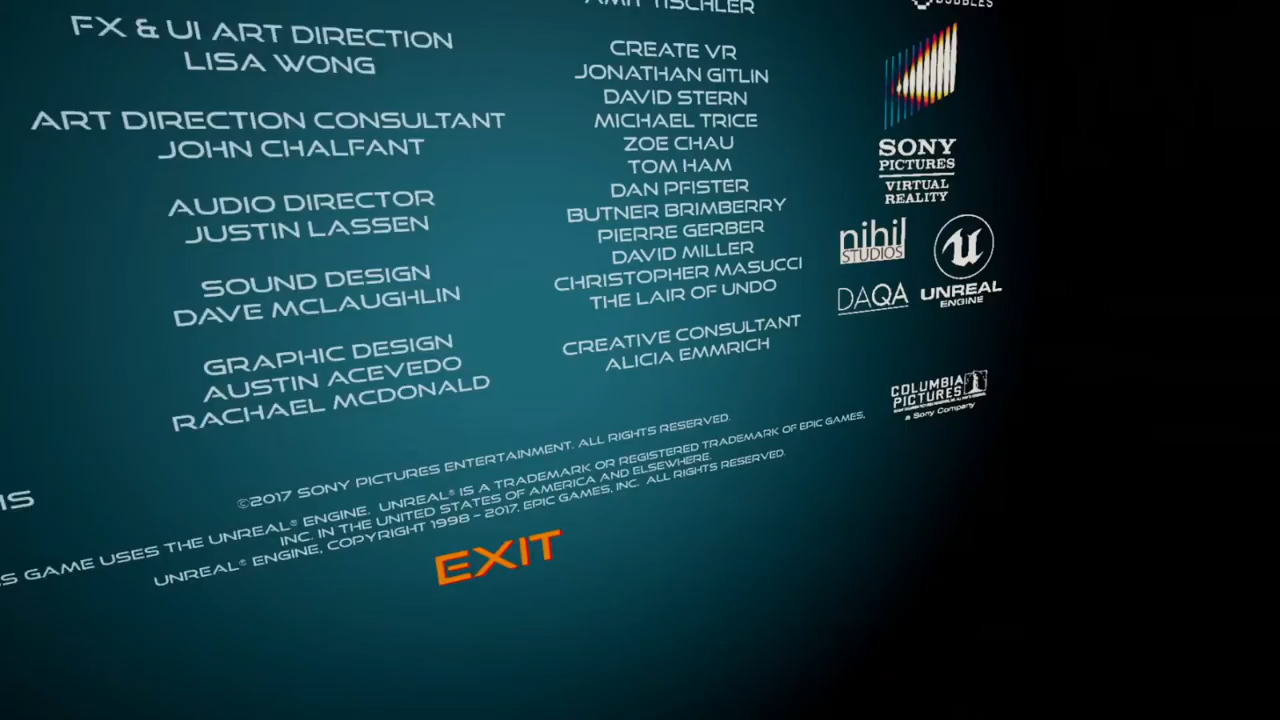 FX & UI ART DIRECTION
LISA WONG
ART DIRECTION CONSULTANT
JOHN CHALFANT
AUDIO DIRECTOR
JUSTIN LASSEN
SOUND DESIGN
DAVE MCLAUGHLIN
GRAPHIC DESIGN
AUSTIN ACEVEDO
RACHAEL MCDONALD
AMIT TISCHLER
CREATE VR
JONATHAN GITLIN
DAVID STERN
MICHAEL TRICE
ZOE CHAU
TOM HAM
DAN PFISTER
BUTNER BRIMBERRY
PIERRE GERBER
DAVID MILLER
CHRISTOPHER MASUCCI
THE LAIR OF UNDO
CREATIVE CONSULTANT
ALICIA EMMRICH
SONY
PICTURES
VIRTUAL
REALITY
nihil
STUDIOS
DAQA
UNREAL
ENGINE
COLUMBIA
PICTURES
a Sony Company
©2017 SONY PICTURES ENTERTAINMENT. ALL RIGHTS RESERVED.
GAME USES THE UNREAL® ENGINE. UNREAL® IS A TRADEMARK OR REGISTERED TRADEMARK OF EPIC GAMES,
INC. IN THE UNITED STATES OF AMERICA AND ELSEWHERE.
UNREAL® ENGINE, COPYRIGHT 1998 - 2017, EPIC GAMES, INC. ALL RIGHTS RESERVED.
EXIT